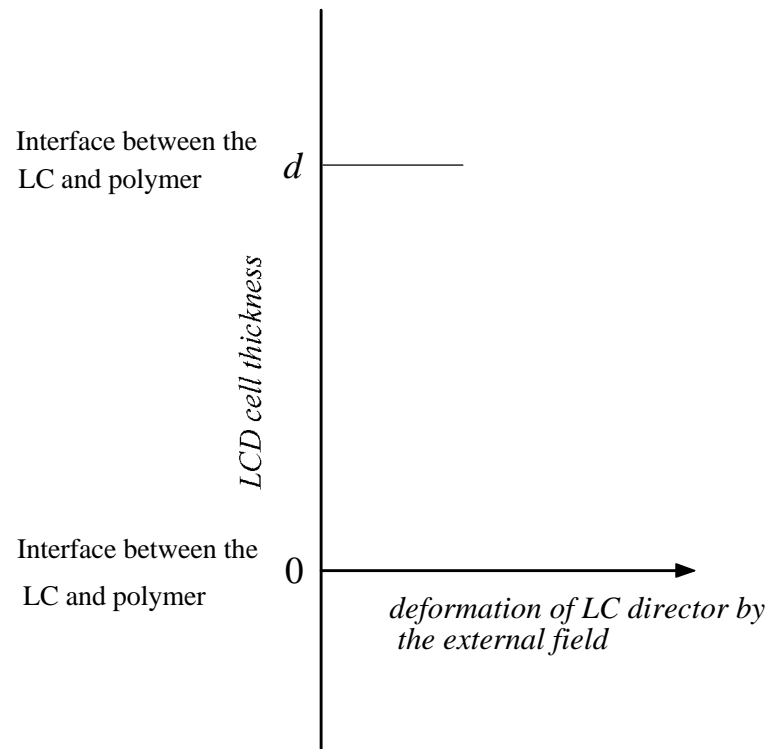 Interface between the
LC and polymer
d
LCD cell thickness
Interface between the
LC and polymer
0
deformation of LC director by
the external field